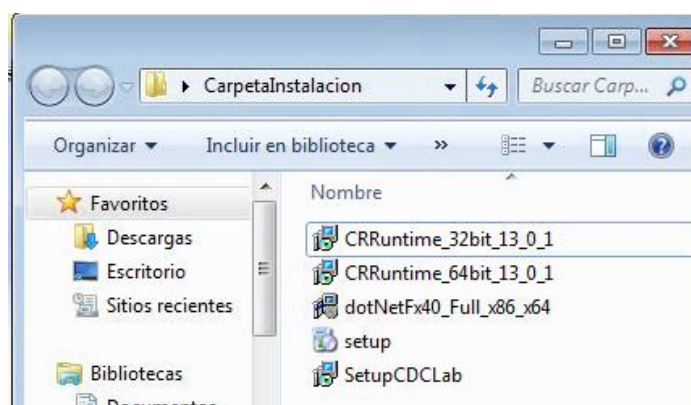 CarpetaInstalacion
Buscar Carp...
Organizar
Incluir en biblioteca
»
Nombre
Favoritos
Descargas
Escritorio
Sitios recientes
Bibliotecas
CRRuntime_32bit_13_0_1
CRRuntime_64bit_13_0_1
dotNetFx40_Full_x86_x64
setup
SetupCDCLab